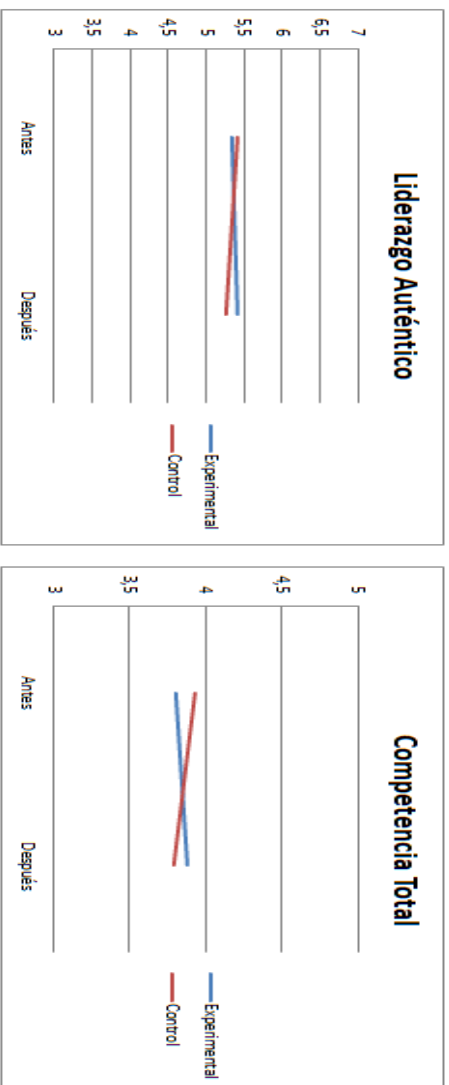 Liderazgo Auténtico
7
6,5
6
5,5
5
4,5
4
3,5
3
Antes
Después
Experimental
Control
Competencia Total
5
4,5
4
3,5
3
Antes
Después
Experimental
Control